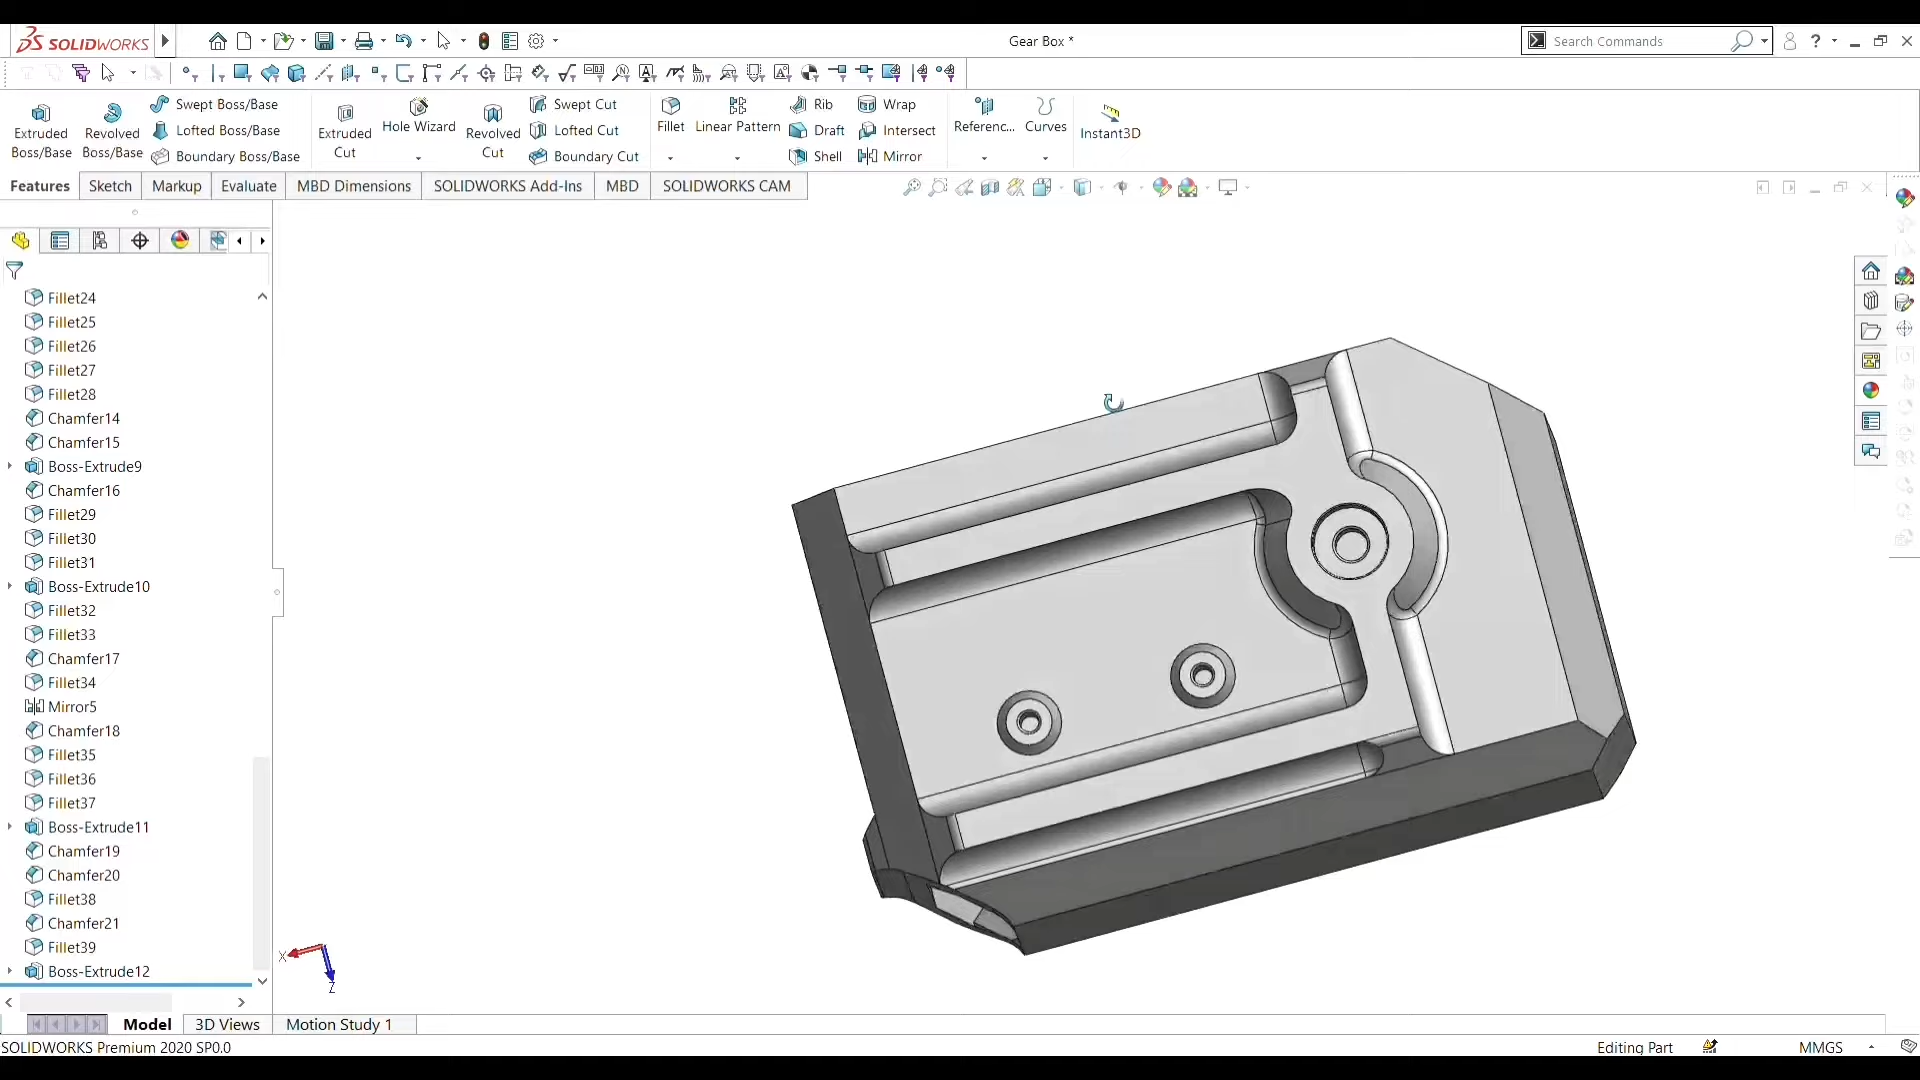 SOLIDWORKS
Gear Box *
Search Commands
?
Extruded Boss/Base
Revolved Boss/Base
Swept Boss/Base
Lofted Boss/Base
Boundary Boss/Base
Extruded Cut
Hole Wizard
Revolved Cut
Swept Cut
Lofted Cut
Boundary Cut
Fillet
Linear Pattern
Rib
Draft
Shell
Wrap
Intersect
Mirror
Referenc...
Curves
Instant3D
Features
Sketch
Markup
Evaluate
MBD Dimensions
SOLIDWORKS Add-Ins
MBD
SOLIDWORKS CAM
Fillet24
Fillet25
Fillet26
Fillet27
Fillet28
Chamfer14
Chamfer15
Boss-Extrude9
Chamfer16
Fillet29
Fillet30
Fillet31
Boss-Extrude10
Fillet32
Fillet33
Chamfer17
Fillet34
Mirror5
Chamfer18
Fillet35
Fillet36
Fillet37
Boss-Extrude11
Chamfer19
Chamfer20
Fillet38
Chamfer21
Fillet39
Boss-Extrude12
X
Z
Model
3D Views
Motion Study 1
SOLIDWORKS Premium 2020 SP0.0
Editing Part
MMGS